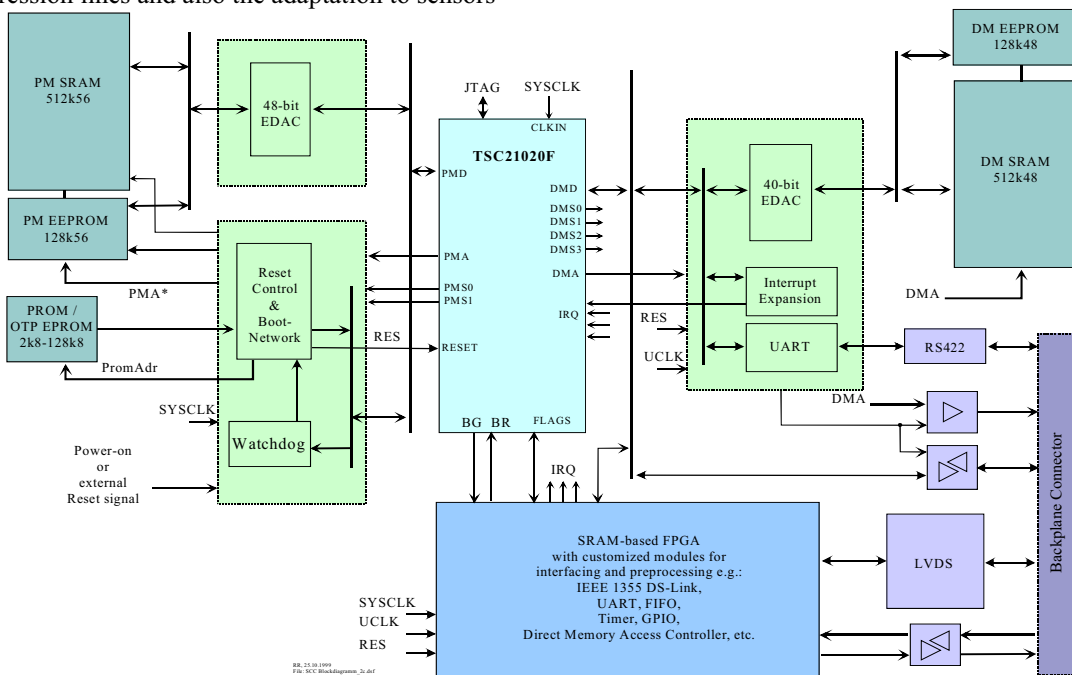 ression lines and also the adaptation to sensors
PM SRAM
512k56
48-bit
EDAC
JTAG
SYSCLK
DM EEPROM
128k48
CLKIN
TSC21020F
PMD
DMD
DMS0
DMS1
DMS2
DMS3
DMA
40-bit
EDAC
DM SRAM
512k48
PM EEPROM
128k56
PMA*
Reset
Control
&
Boot-
Network
PMA
PMS0
PMS1
IRQ
Interrupt
Expansion
DMA
PROM /
OTP EPROM
2k8-128k8
PromAdr
RES
RESET
RES
UCLK
UART
RS422
SYSCLK
Watchdog
BG
BR
FLAGS
DMA
Power-on
or
external
Reset signal
IRQ
Backplane Connector
SRAM-based FPGA
with customized modules for
interfacing and preprocessing e.g.:
IEEE 1355 DS-Link,
UART, FIFO,
Timer, GPIO,
Direct Memory Access Controller, etc.
LVDS
SYSCLK
UCLK
RES
RR, 25.10.1999
File: SCC Blockdiagramm_2c.dsf